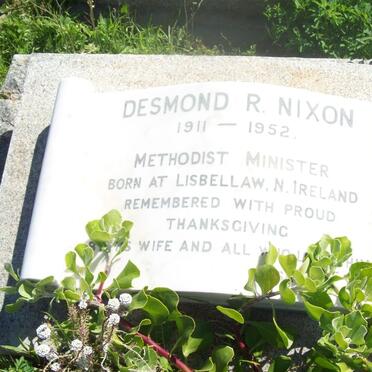 DESMOND R. NIXON
1911 — 1952.
METHODIST MINISTER
BORN AT LISBELLAW, N. IRELAND
REMEMBERED WITH PROUD
THANKSGIVING
WIFE AND ALL